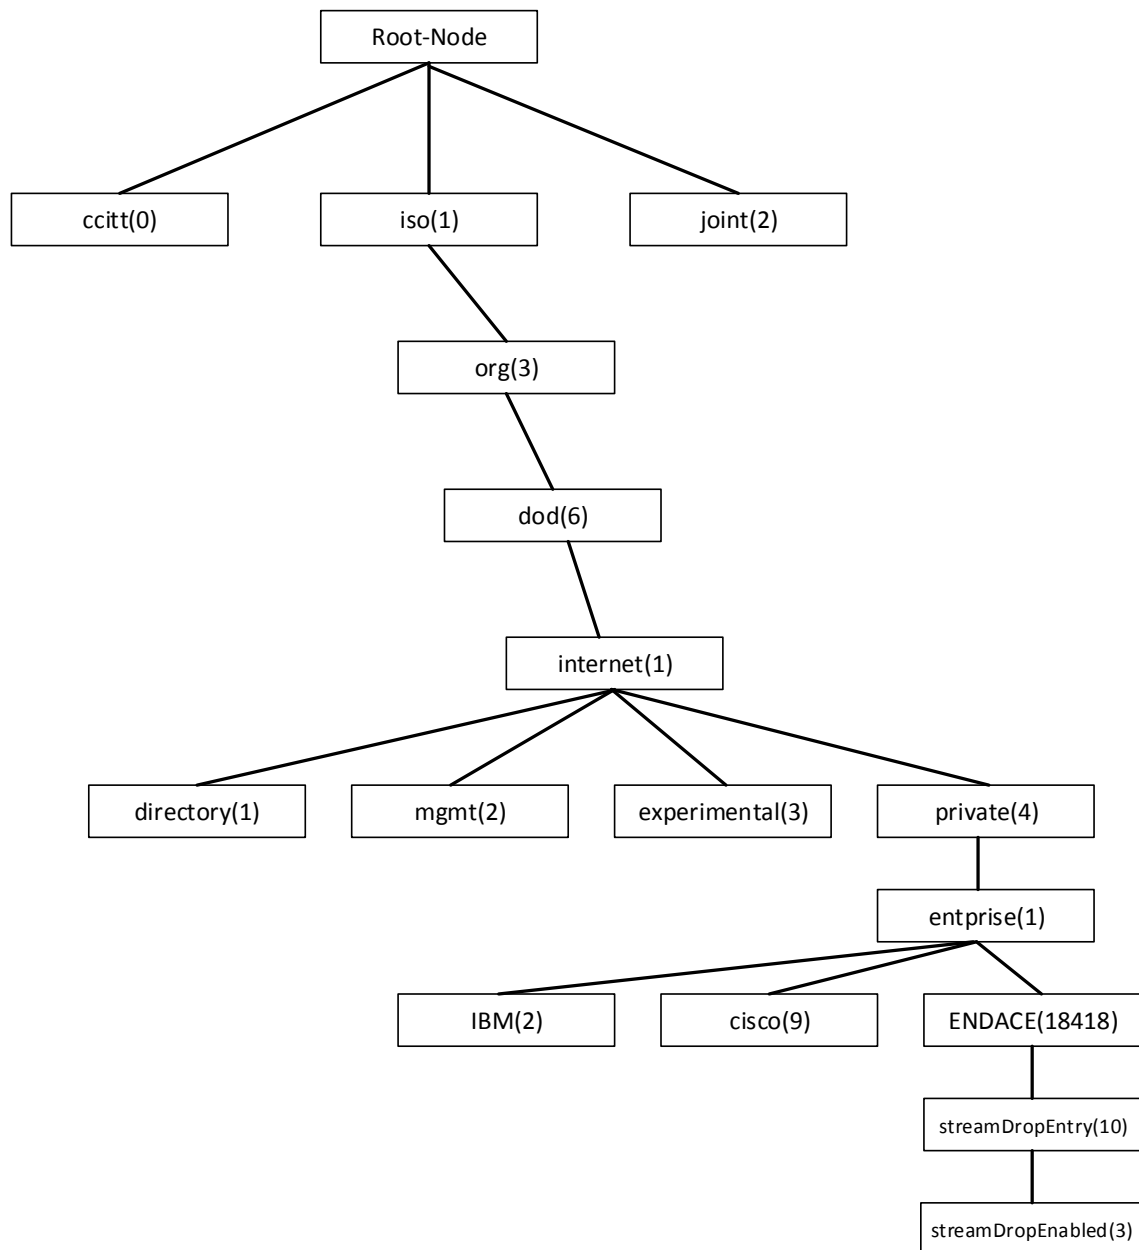 Root-Node
ccitt(0)
iso(1)
joint(2)
org(3)
dod(6)
internet(1)
directory(1)
mgmt(2)
experimental(3)
private(4)
entprise(1)
IBM(2)
cisco(9)
ENDACE(18418)
streamDropEntry(10)
streamDropEnabled(3)